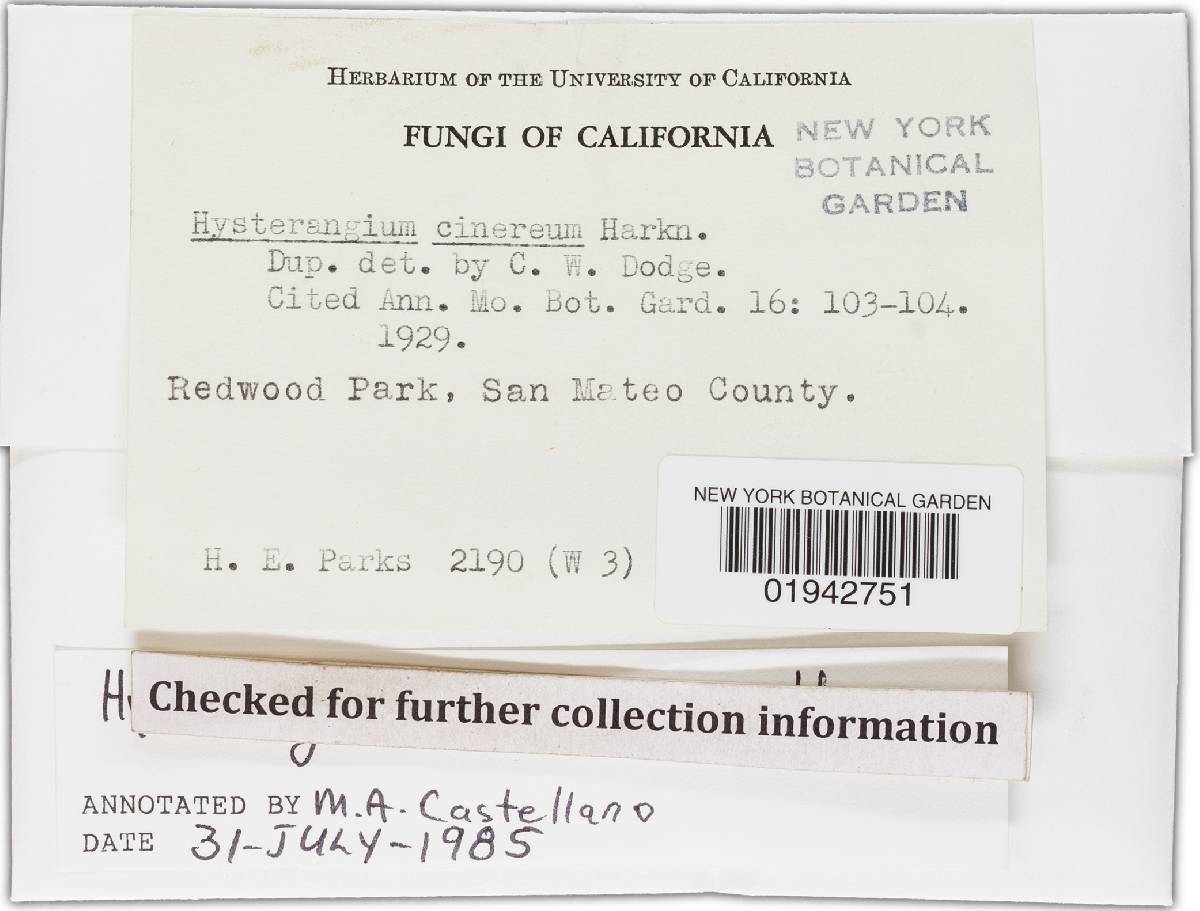 HERBARIUM OF THE UNIVERSITY OF CALIFORNIA
FUNGI OF CALIFORNIA
NEW YORK
BOTANICAL
GARDEN
Hysterangium cinereum Harkn.
Dup. det. by C. W. Dodge.
Cited Ann. Mo. Bot. Gard. 16: 103-104.
1929.
Redwood Park, San Mateo County.
NEW YORK BOTANICAL GARDEN
01942751
H. E. Parks 2190 (W 3)
Checked for further collection information
ANNOTATED BY M.A. Castellano
DATE 31-JULY-1985